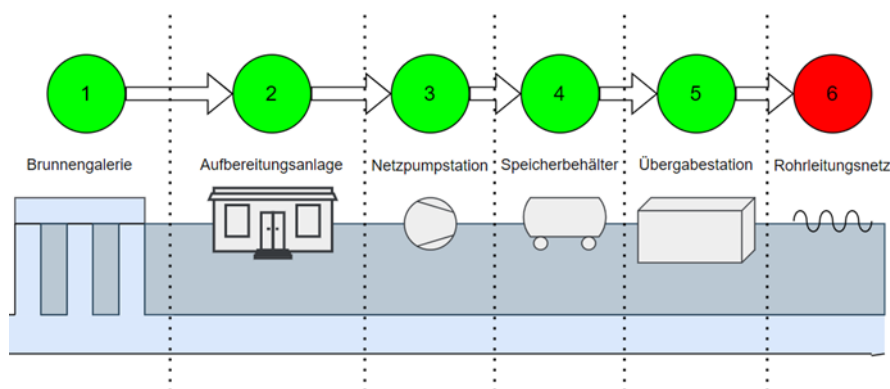 1
2
3
4
5
6
Brunnengalerie
Aufbereitungsanlage
Netzpumpstation
Speicherbehälter
Übergabestation
Rohrleitungsnetz